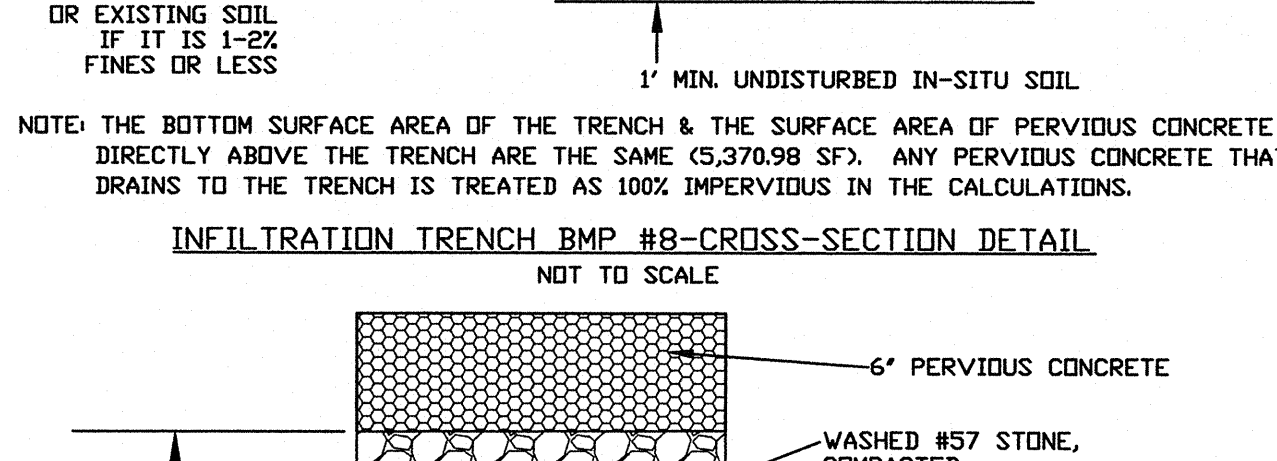 OR EXISTING SOIL
IF IT IS 1-2%
FINES OR LESS
1' MIN. UNDISTURBED IN-SITU SOIL
NOTE: THE BOTTOM SURFACE AREA OF THE TRENCH & THE SURFACE AREA OF PERVIOUS CONCRETE
DIRECTLY ABOVE THE TRENCH ARE THE SAME (5,370.98 SF). ANY PERVIOUS CONCRETE THAT
DRAINS TO THE TRENCH IS TREATED AS 100% IMPERVIOUS IN THE CALCULATIONS.
INFILTRATION TRENCH BMP #8-CROSS-SECTION DETAIL
NOT TO SCALE
6" PERVIOUS CONCRETE
WASHED #57 STONE,